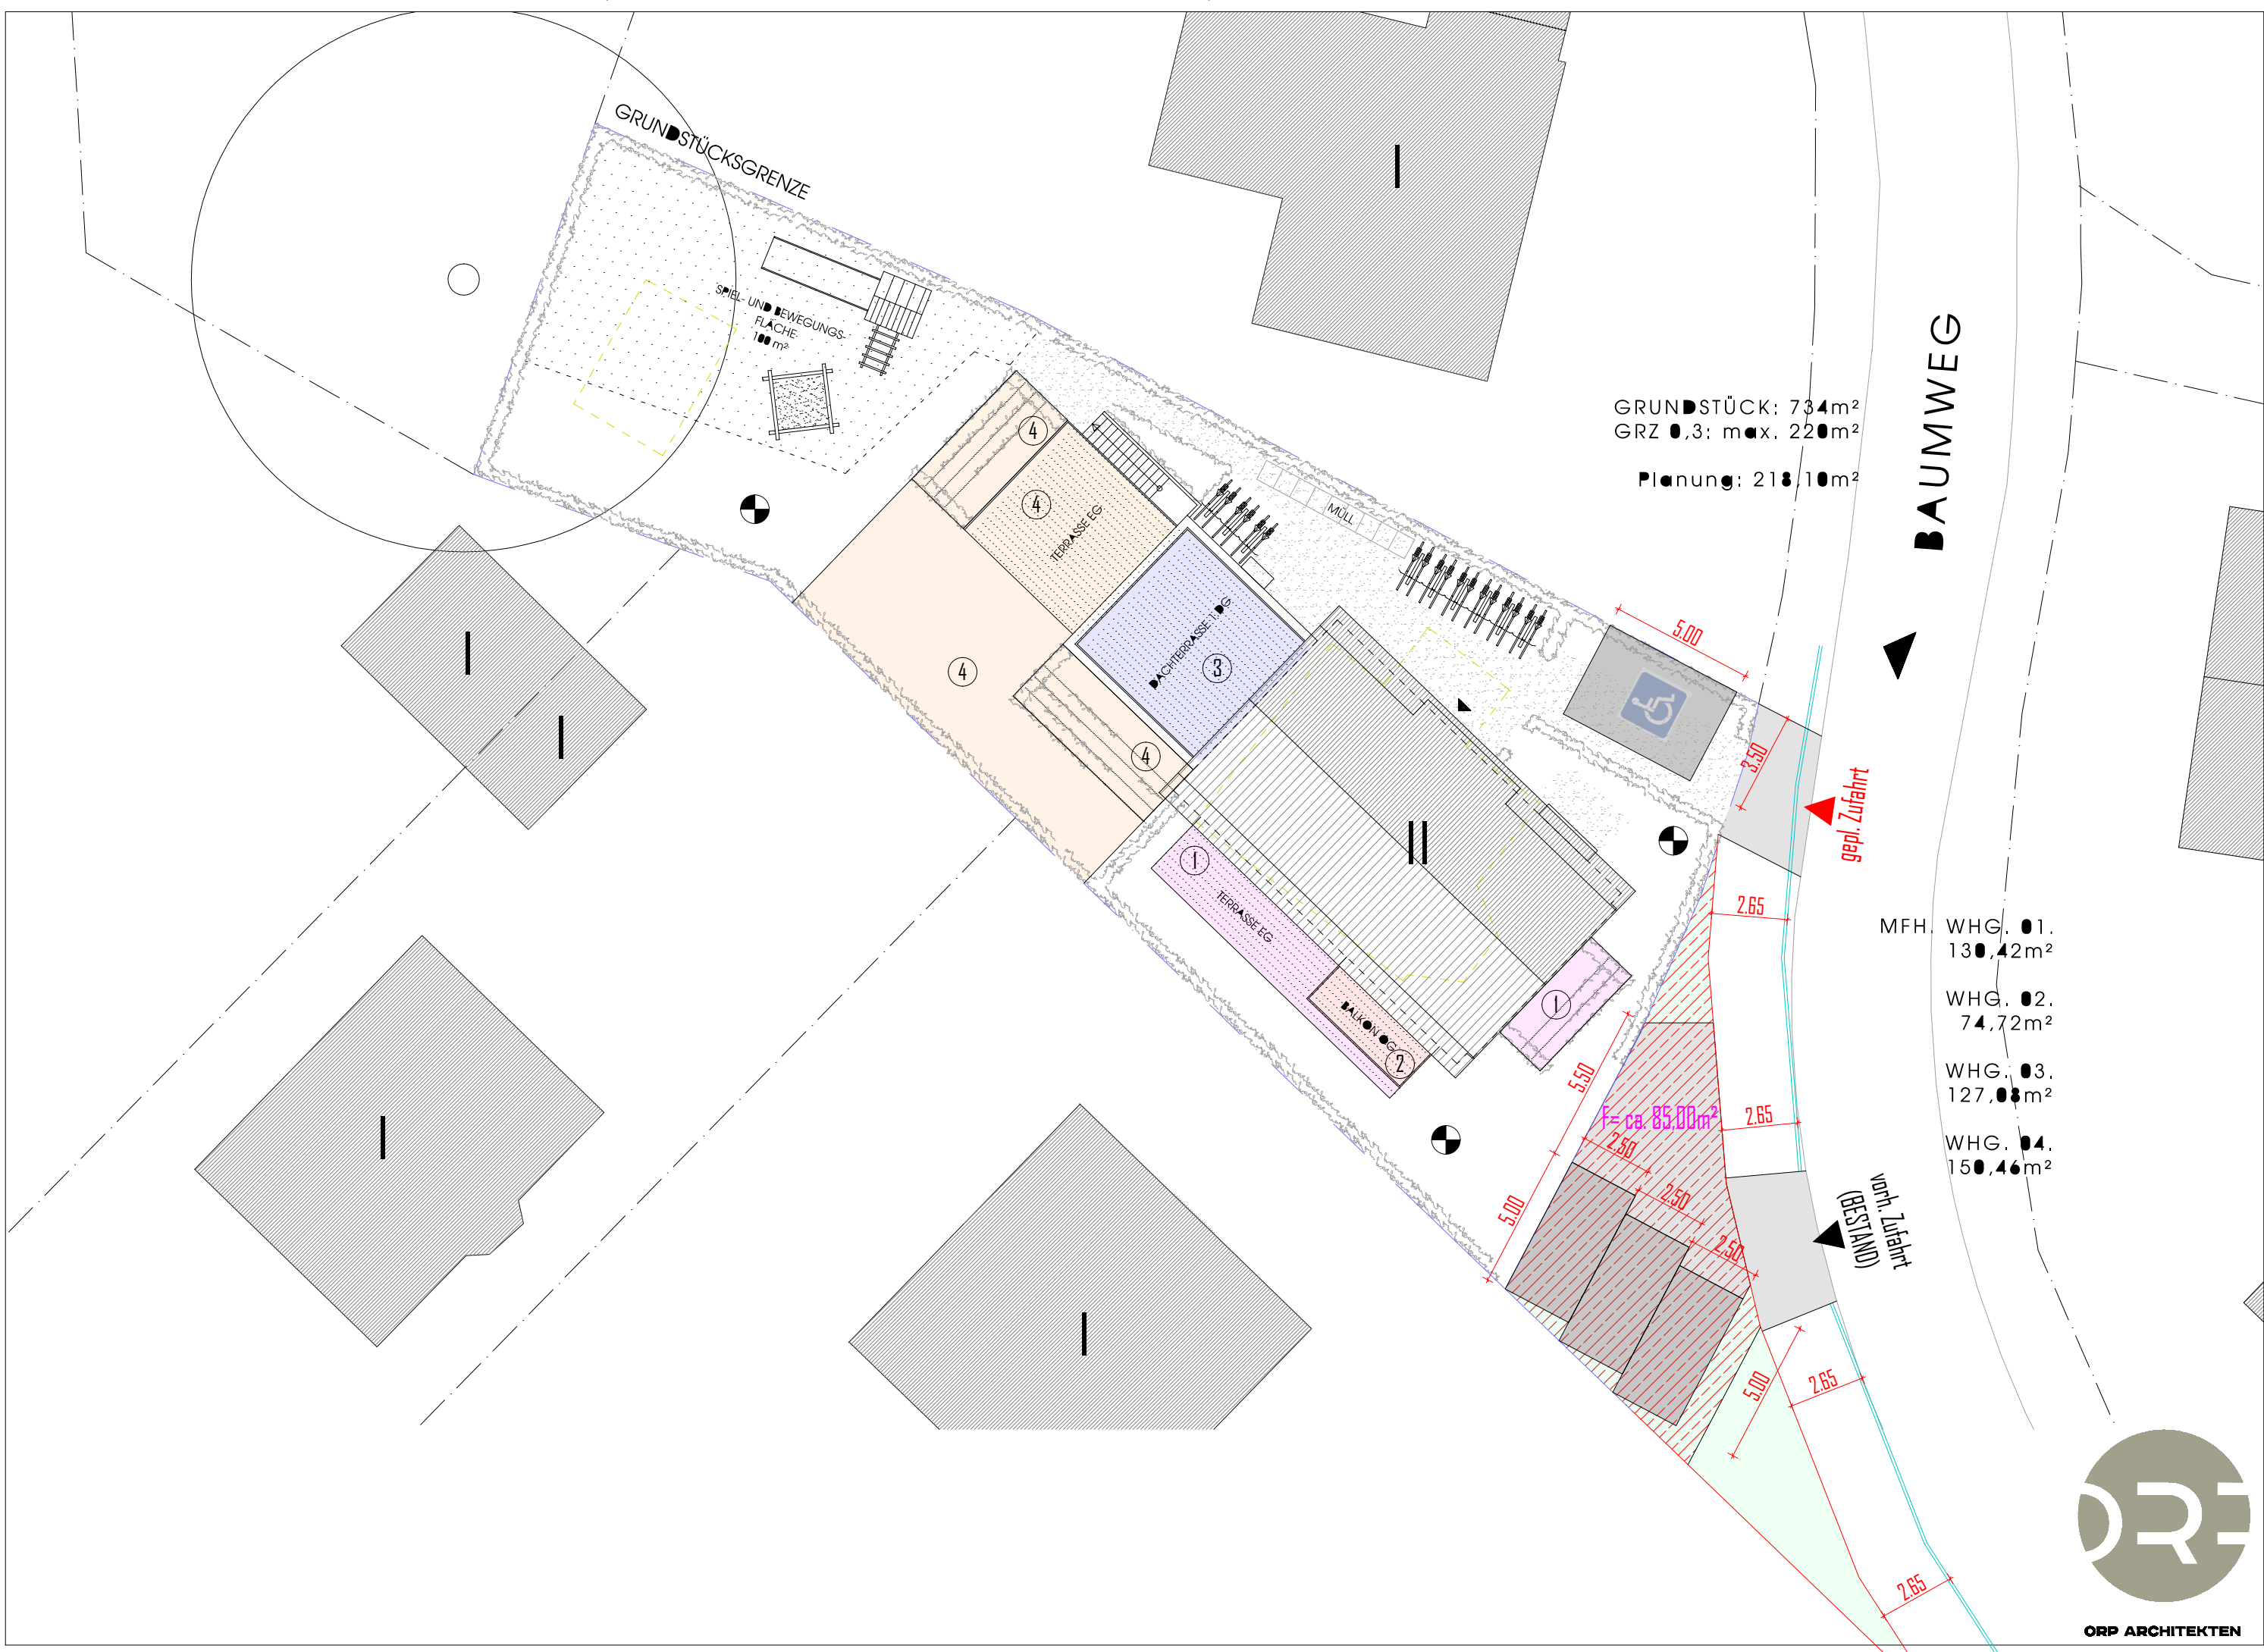 GRUNDSTÜCKSGRENZE
SPIEL- UND BEWEGUNGS-
FLÄCHE
100 m²
I
GRUNDSTÜCK: 734m²
GRZ 0,3: max. 220m²
Planung: 218,10m²
BAUMWEG
4
4
TERRASSE EG
MÜLL
DACHTERRASSE 1.DG
3
4
4
5.00
3.50
gepl. Zufahrt
I
I
II
1
TERRASSE EG
BALKON OG
2
1
2.65
MFH. WHG. 01.
130,42m²
WHG. 02.
74,72m²
WHG. 03.
127,08m²
WHG. 04.
150,46m²
5.50
F= ca. 85,00m²
2.65
2.50
2.50
2.50
5.00
vorh. Zufahrt
(BESTAND)
I
I
5.00
2.65
2.65
ORP ARCHITEKTEN